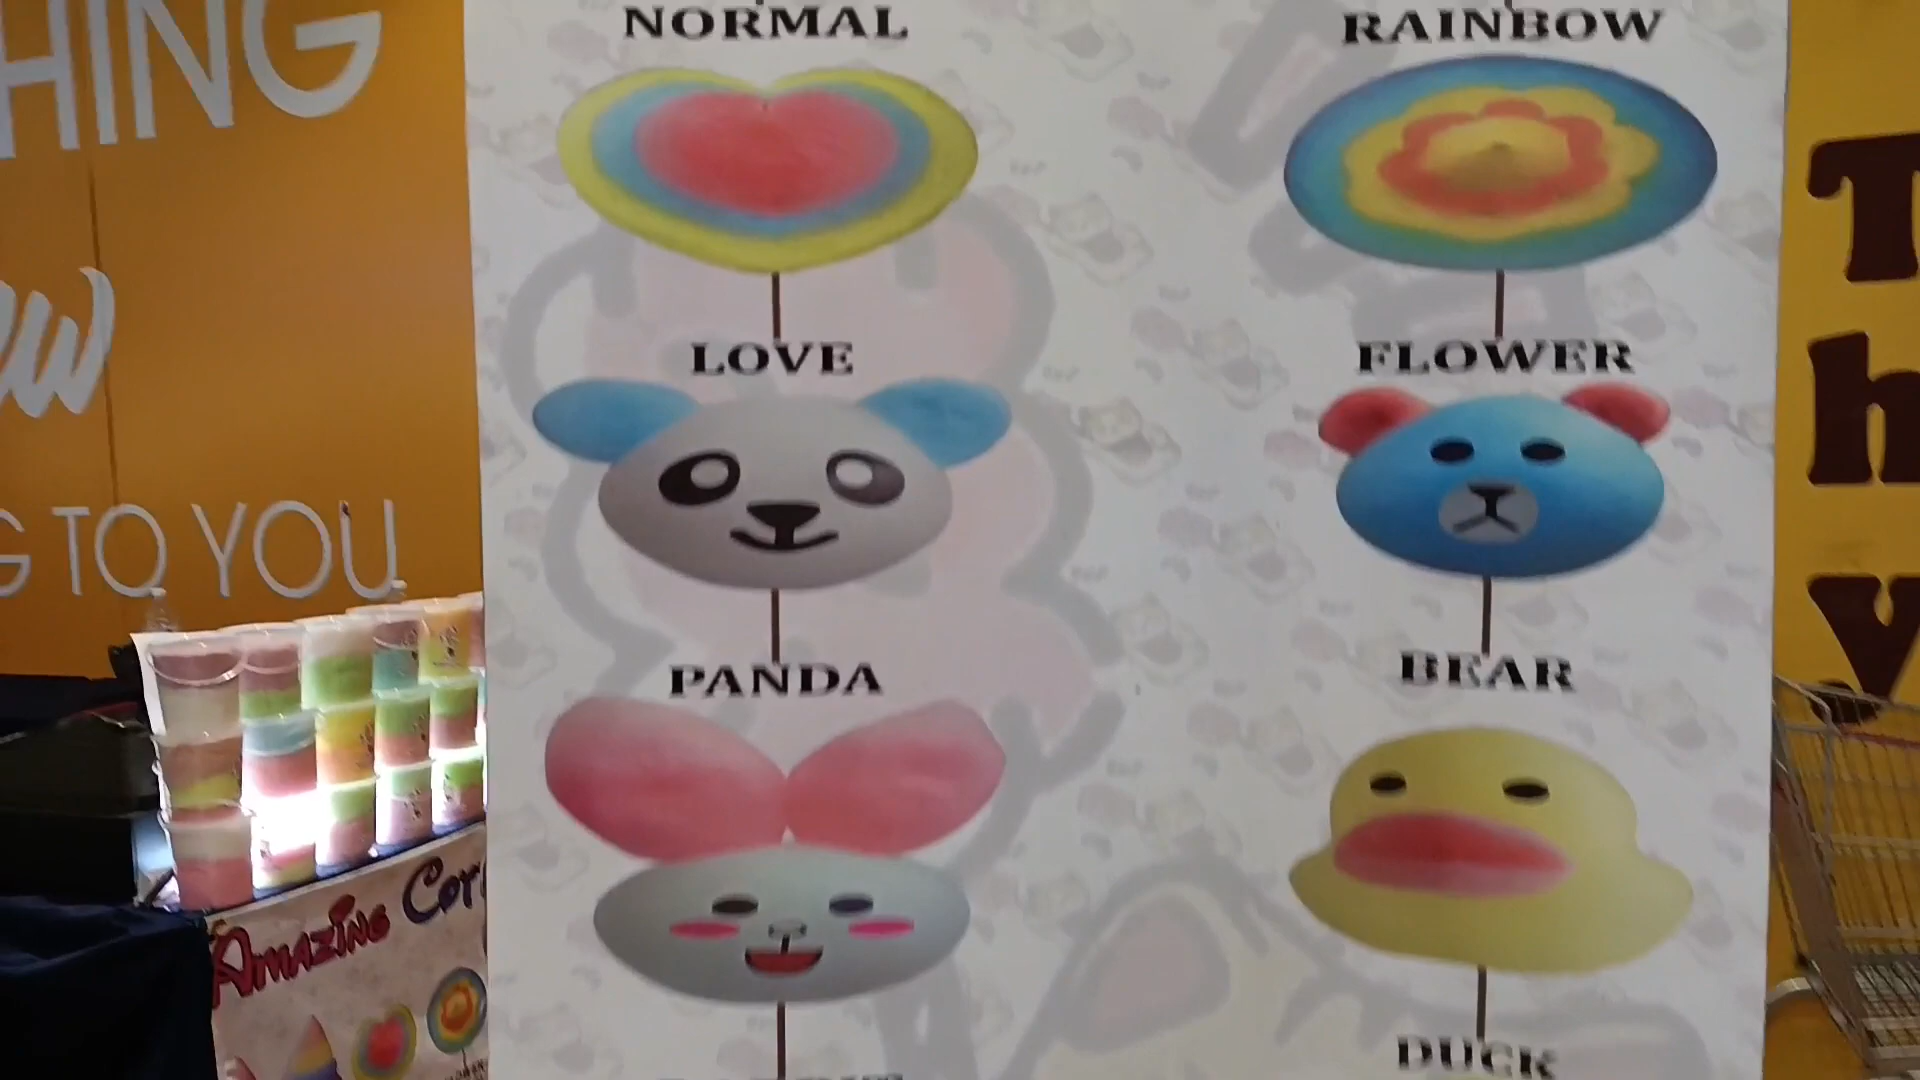 HING
TO YOU
NORMAL
RAINBOW
LOVE
FLOWER
PANDA
BEAR
DUCK
AMAZING
T
h
y